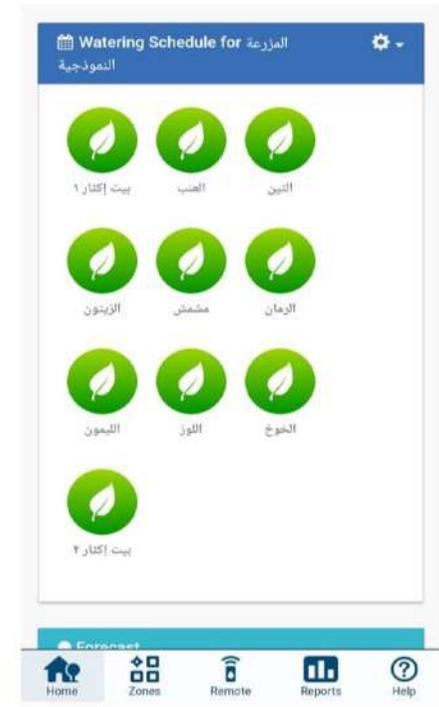 Watering Schedule for المزرعة
النموذجية
بيت إكثار ١ العنب التين
الزيتون مشمش الرمان
الليمون اللوز الخوخ
بيت إكثار ٢
Forecast
Home Zones Remote Reports Help